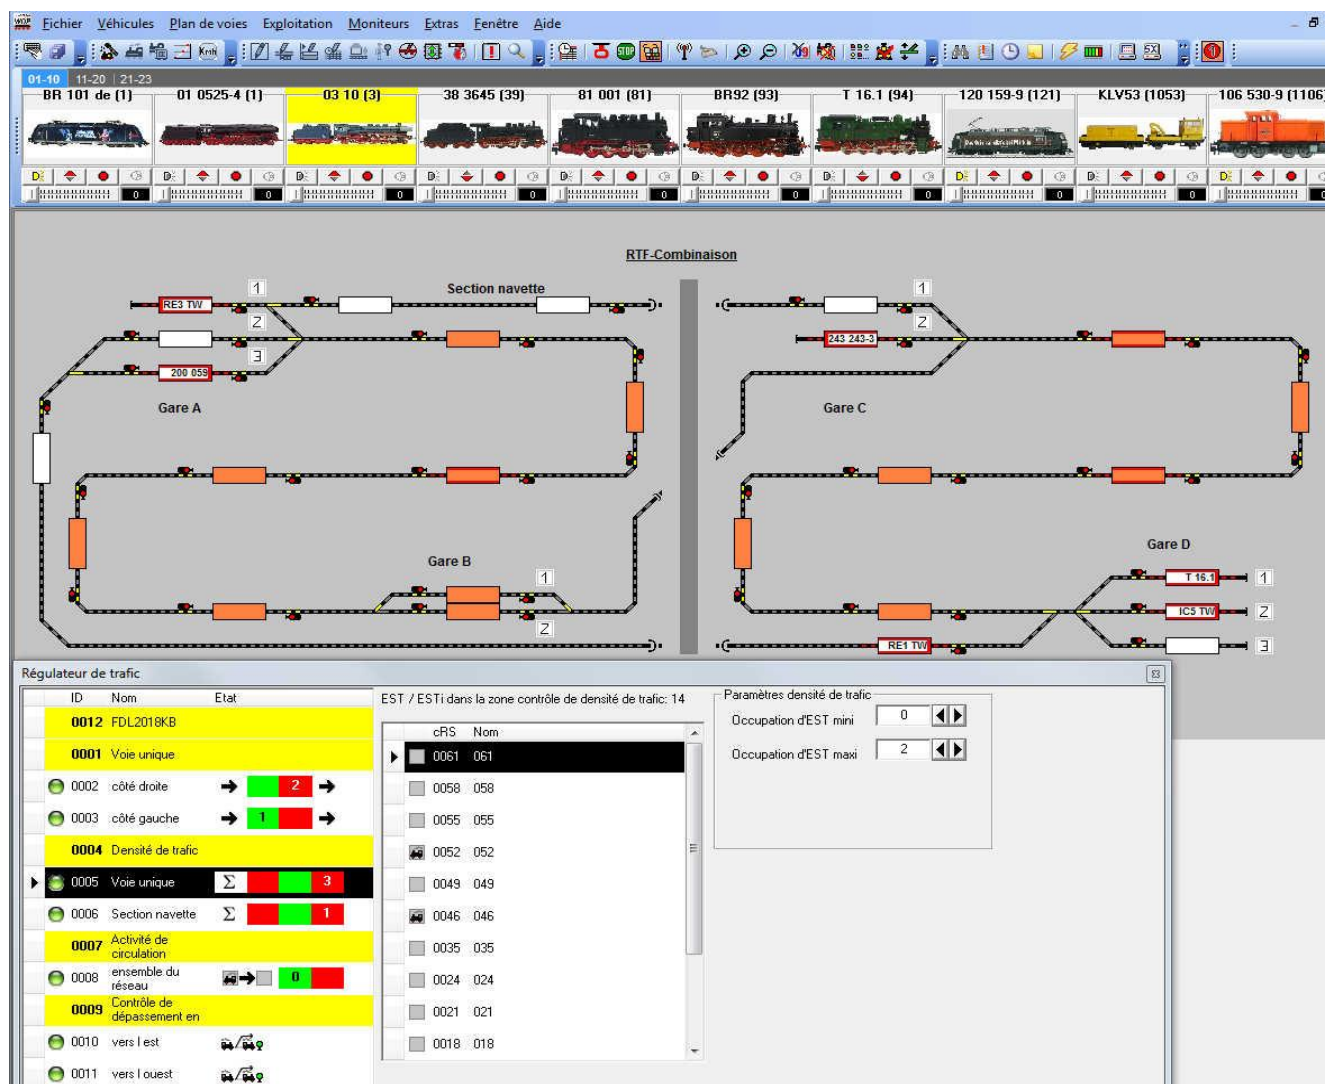 Fichier Véhicules Plan de voies Exploitation Moniteurs Extras Fenêtre Aide
01-10 11-20 21-23
BR 101 de (1) 01 0525-4 (1) 03 10 (3) 38 3645 (39) 81 001 (81) BR92 (93) T 16.1 (94) 120 159-9 (121) KLV53 (1053) 106 530-9 (1106)
0 0 0 0 0 0 0 0 0
RTF-Combinaison
1 Section navette 1
RE3 TW
2 2
243 243-3
3
200 059
Gare A Gare C
Gare D
Gare B
1 T 16.1 1
IC5 TW 2
2
RE1 TW 3
Régulateur de trafic
ID Nom Etat
0012 FDL2018KB
0001 Voie unique
0002 côté droite 2
0003 côté gauche 1
0004 Densité de trafic
0005 Voie unique Σ 3
0006 Section navette Σ 1
0007 Activité de
circulation
0008 ensemble du
réseau 0
0009 Contrôle de
dépassement en
0010 vers l est
0011 vers l ouest
EST / ESTi dans la zone contrôle de densité de trafic: 14
cRS Nom
0061 061
0058 058
0055 055
0052 052
0049 049
0046 046
0035 035
0024 024
0021 021
0018 018
Paramètres densité de trafic
Occupation d'EST mini 0
Occupation d'EST maxi 2